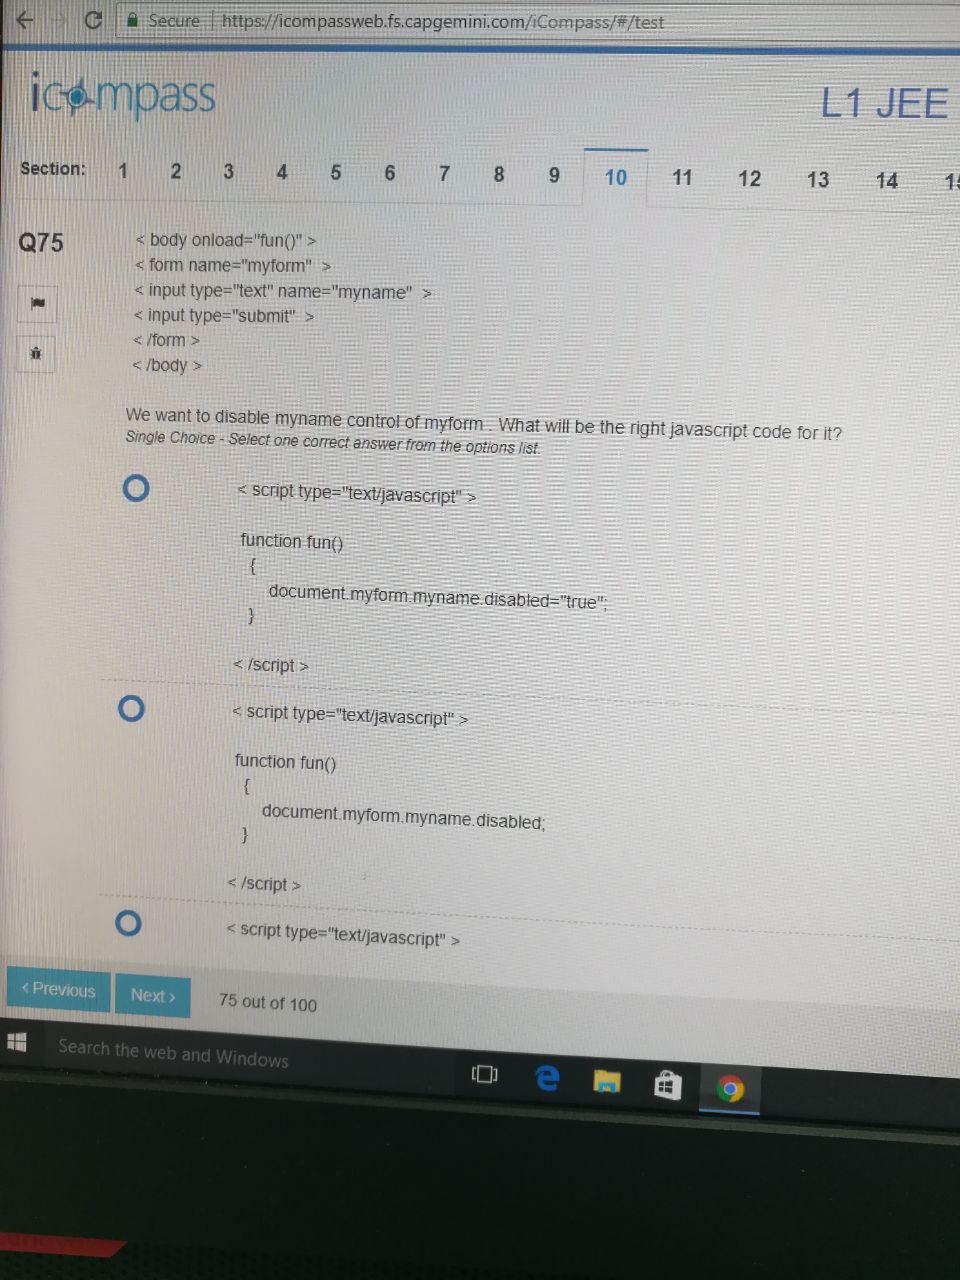 Secure https://icompassweb.fs.capgemini.com/iCompass/#/test
icompass
L1 JEE
Section: 1 2 3 4 5 6 7 8 9 10 11 12 13 14
Q75
< body onload="fun()" >
< form name="myform" >
< input type="text" name="myname" >
< input type="submit" >
< /form >
< /body >
We want to disable myname control of myform . What will be the right javascript code for it?
Single Choice - Select one correct answer from the options list.
< script type="text/javascript" >
function fun()
{
document.myform.myname.disabled="true";
}
< /script >
< script type="text/javascript" >
function fun()
{
document.myform.myname.disabled;
}
< /script >
< script type="text/javascript" >
< Previous Next > 75 out of 100
Search the web and Windows